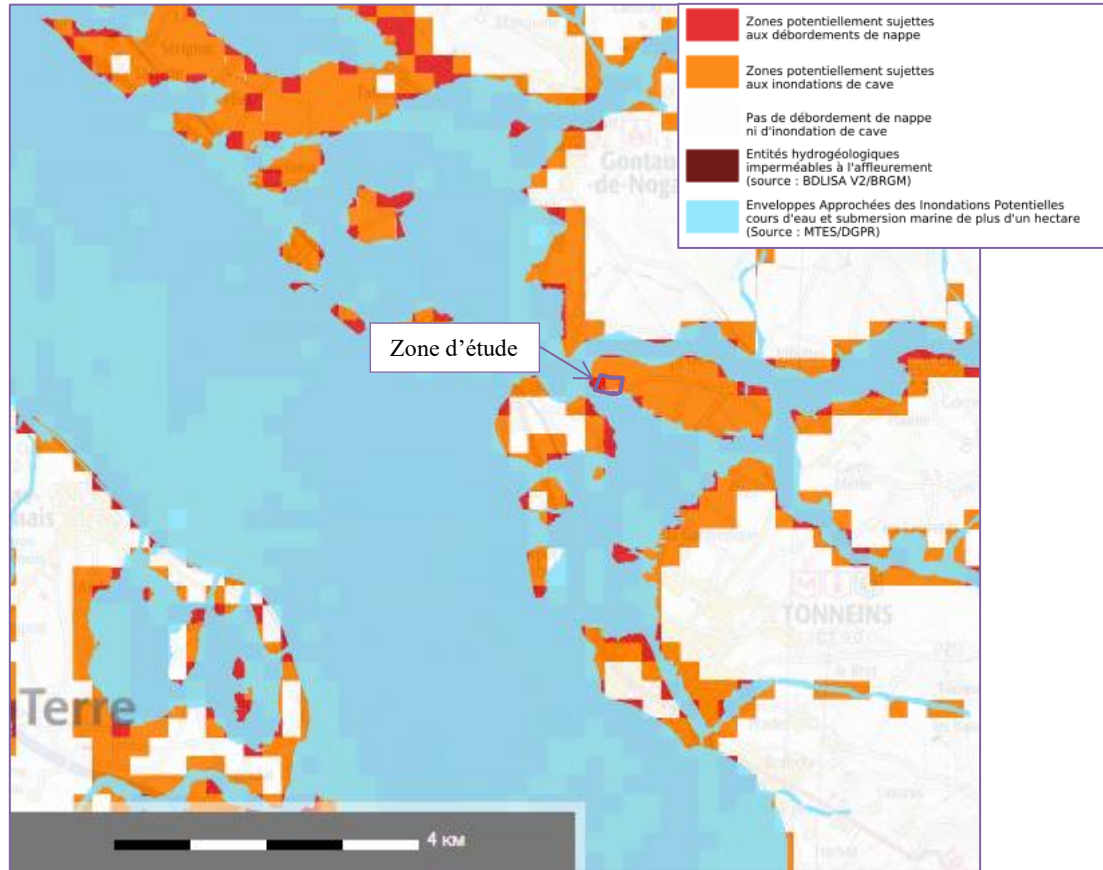 Zones potentiellement sujettes
aux débordements de nappe
Zones potentiellement sujettes
aux inondations de cave
Pas de débordement de nappe
ni d'inondation de cave
Entités hydrogéologiques
imperméables à l'affleurement
(source : BDLISA V2/BRGM)
Enveloppes Approchées des Inondations Potentielles
cours d'eau et submersion marine de plus d'un hectare
(Source : MTES/DGPR)
Gontau
-de-Noga
Zone d'étude
TONNEINS
Terre
4 KM